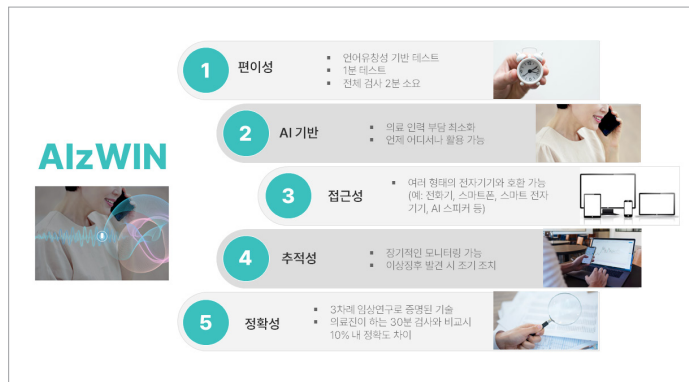 AIzWIN
1 편이성
▪ 언어유창성 기반 테스트
▪ 1분 테스트
▪ 전체 검사 2분 소요
2 AI 기반
▪ 의료 인력 부담 최소화
▪ 언제 어디서나 활용 가능
3 접근성
▪ 여러 형태의 전자기기와 호환 가능
(예: 전화기, 스마트폰, 스마트 전자
기기, AI 스피커 등)
4 추적성
▪ 장기적인 모니터링 가능
▪ 이상징후 발견 시 조기 조치
5 정확성
▪ 3차례 임상연구로 증명된 기술
▪ 의료진이 하는 30분 검사와 비교시
10% 내 정확도 차이